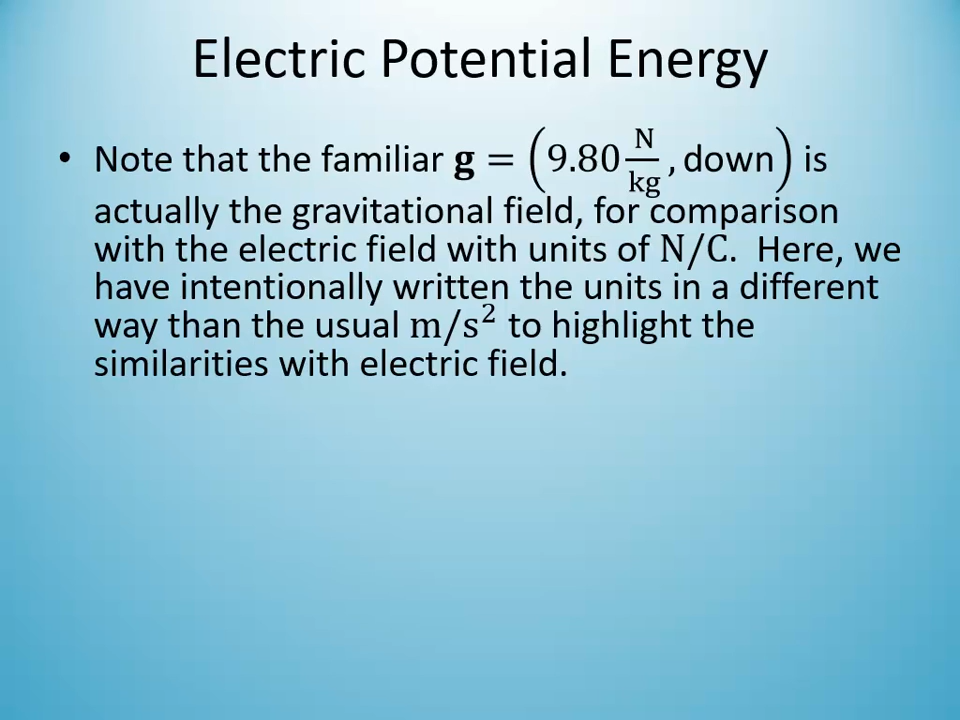 Electric Potential Energy
• Note that the familiar g = (9.80 N/kg, down) is
actually the gravitational field, for comparison
with the electric field with units of N/C. Here, we
have intentionally written the units in a different
way than the usual m/s² to highlight the
similarities with electric field.